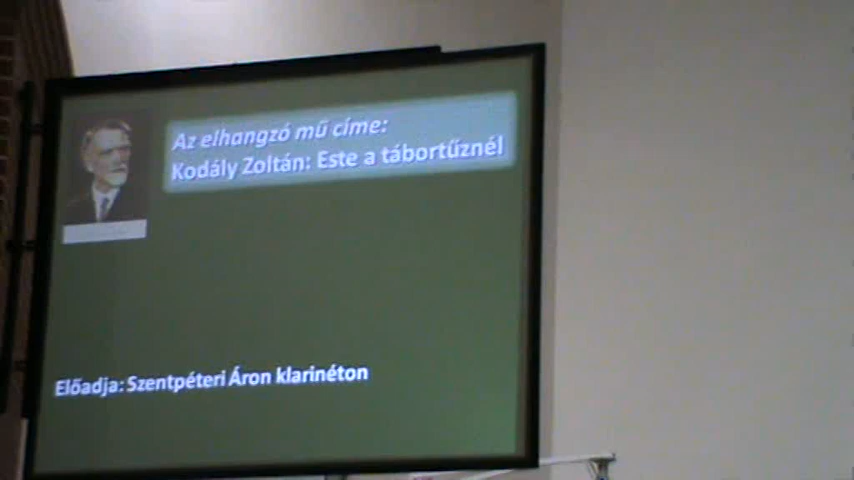 Az elhangzó mű címe:
Kodály Zoltán: Este a tábortűznél
Előadja: Szentpéteri Áron klarinéton